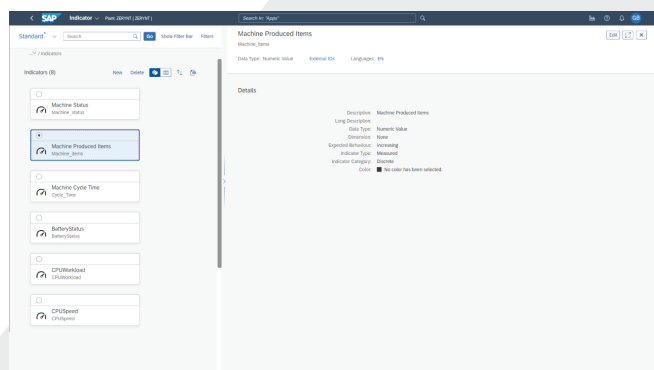 SAP Indicator Plant: ZERYNT ( ZERYNT ) Search In: "Apps" GB
Standard* Search Go Show Filter Bar Filters
... / Indicators
Indicators (8) New Delete
Machine Status
Machine_status
Machine Produced Items
Machine_Items
Machine Cycle Time
Cycle_Time
BatteryStatus
BatteryStatus
CPUWorkload
CPUWorkload
CPUSpeed
CPUSpeed
Machine Produced Items Edit
Machine_Items
Data Type: Numeric Value External IDs Languages: EN
Details
Description: Machine Produced Items
Long Description:
Data Type: Numeric Value
Dimension: None
Expected Behaviour: Increasing
Indicator Type: Measured
Indicator Category: Discrete
Color: No color has been selected.